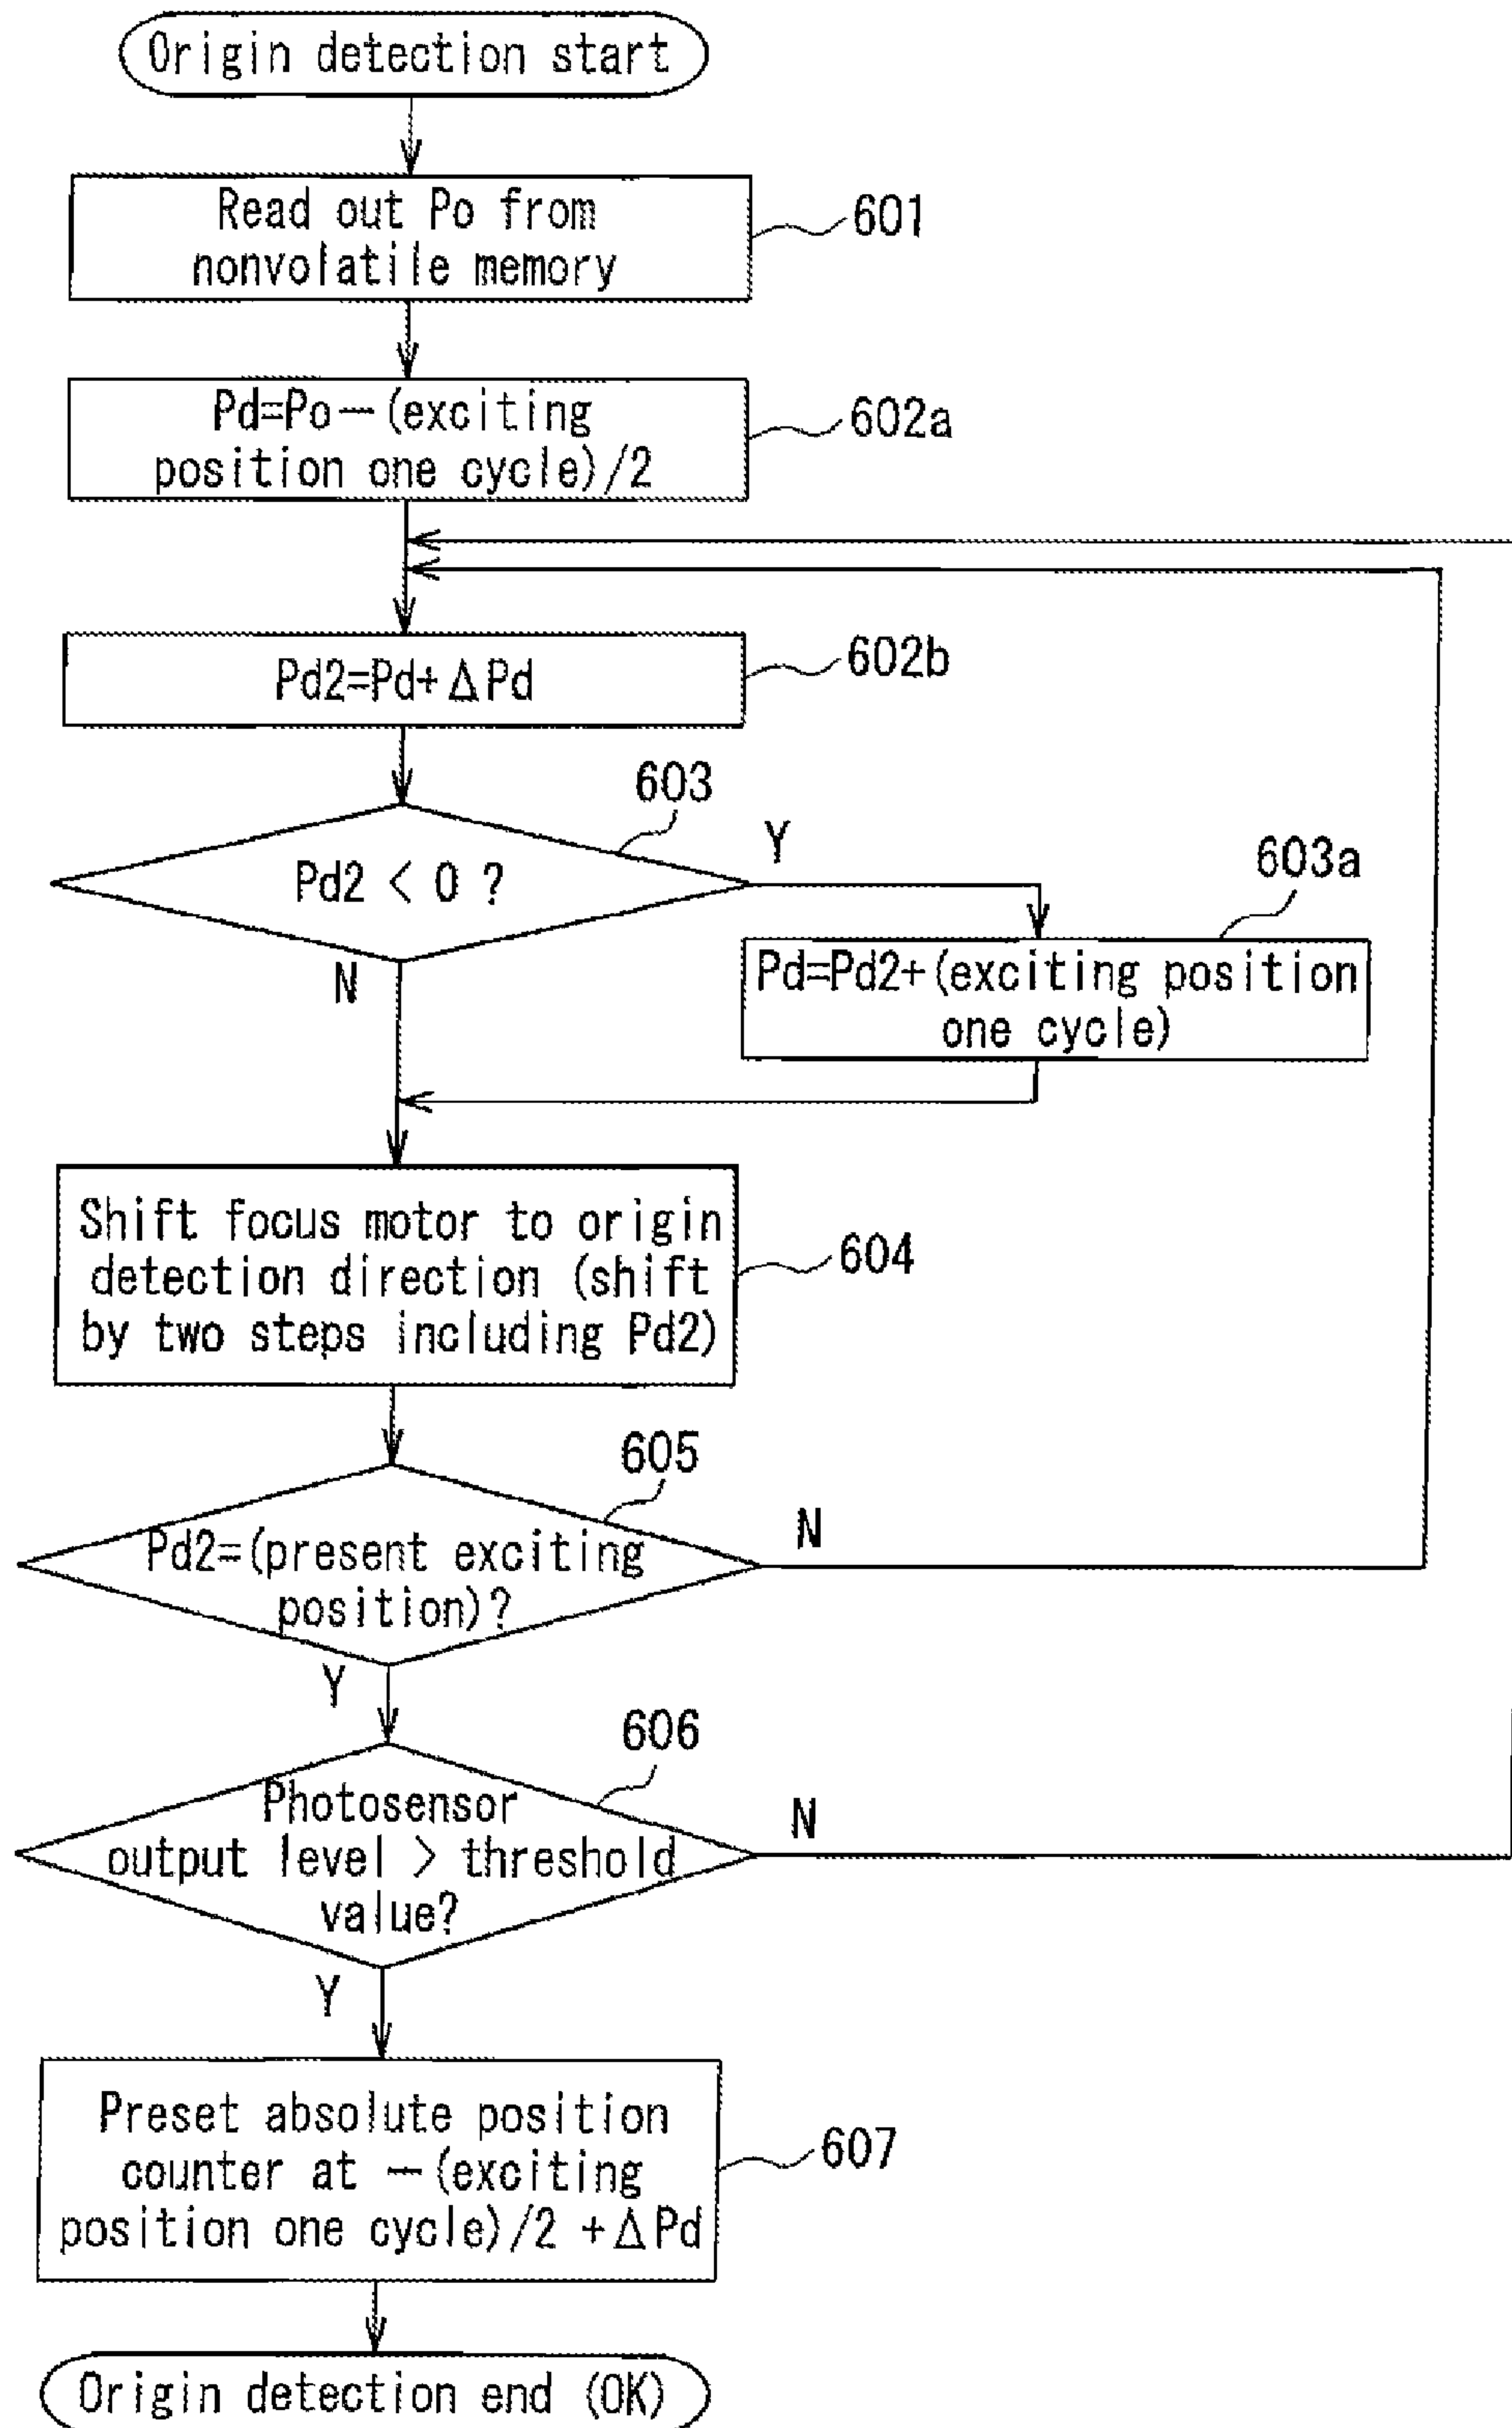 Origin detection start
Read out Po from
nonvolatile memory
601
Pd=Po-(exciting
position one cycle)/2
602a
Pd2=Pd+ΔPd
602b
603
Pd2 < 0 ?
Y
N
603a
Pd=Pd2+(exciting position
one cycle)
Shift focus motor to origin
detection direction (shift
by two steps including Pd2)
604
605
Pd2=(present exciting
position)?
N
Y
606
Photosensor
output level > threshold
value?
N
Y
Preset absolute position
counter at -(exciting
position one cycle)/2 +ΔPd
607
Origin detection end (OK)